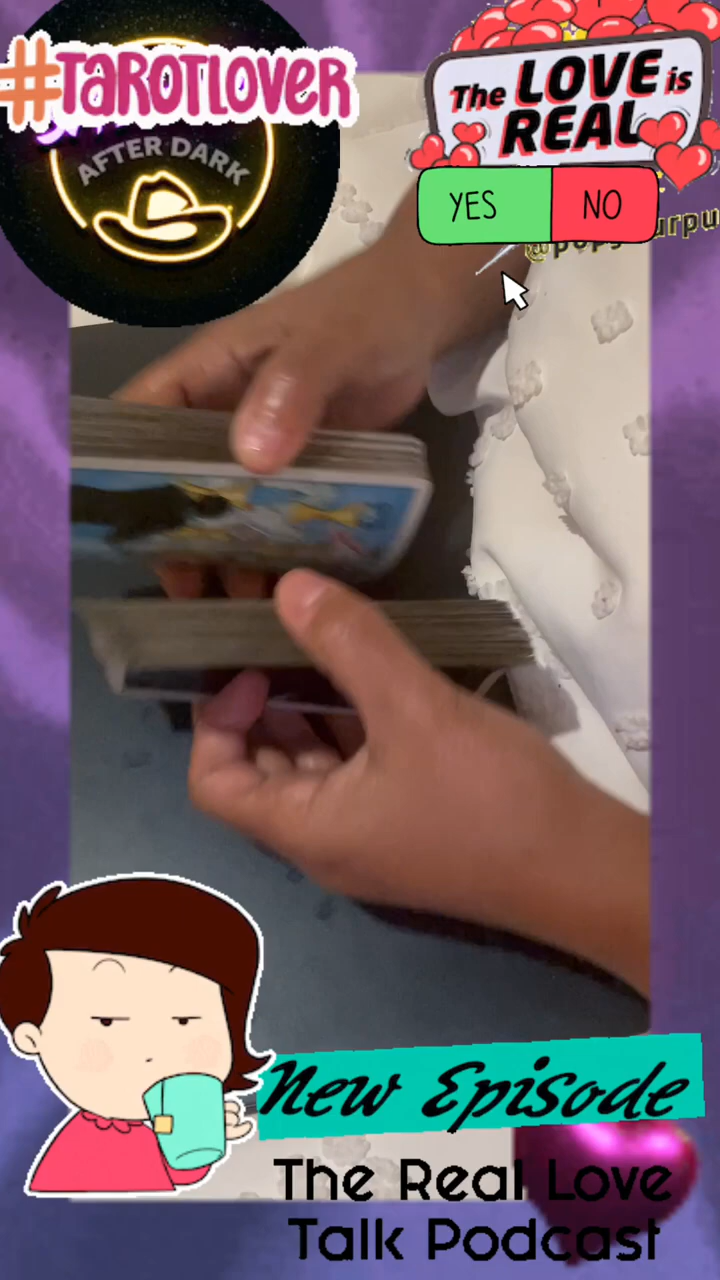 #TAROTLOVER
AFTER DARK
The LOVE is
REAL
YES NO
New Episode
The Real Love
Talk Podcast